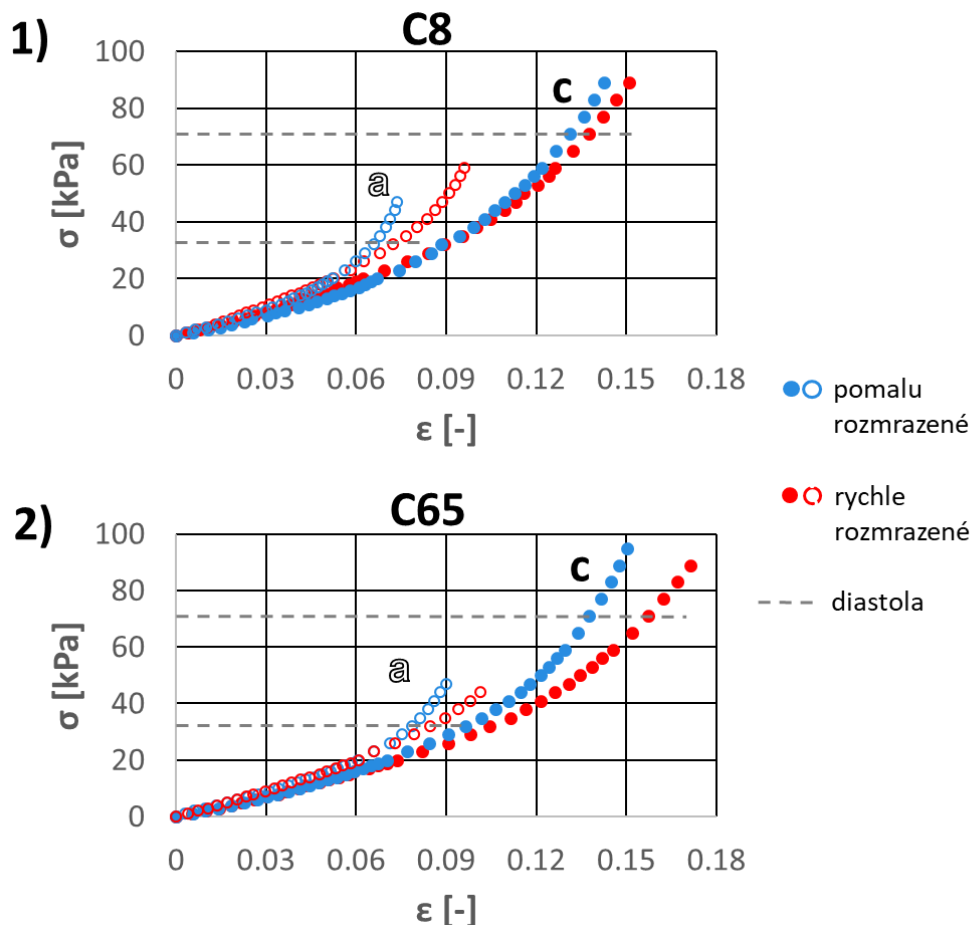 1)
C8
100
80
60
40
20
0
σ [kPa]
c
a
0 0.03 0.06 0.09 0.12 0.15 0.18
ε [-]
pomalu
rozmrazené
rychle
rozmrazené
diastola
2)
C65
100
80
60
40
20
0
σ [kPa]
c
a
0 0.03 0.06 0.09 0.12 0.15 0.18
ε [-]